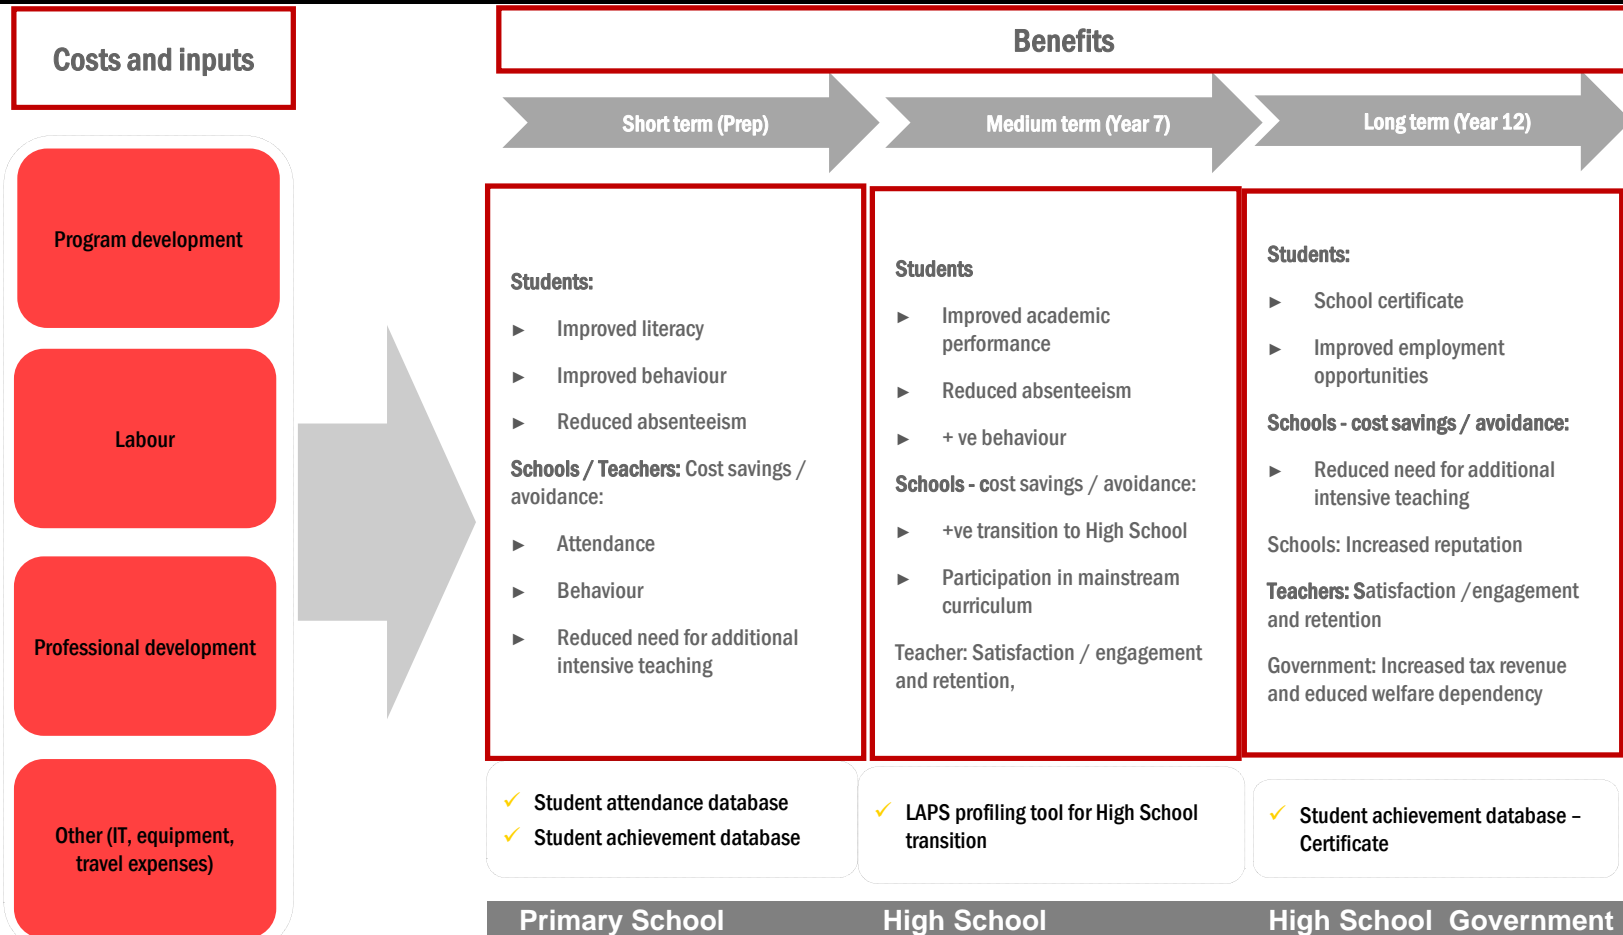 Costs and inputs
Program development
Labour
Professional development
Other (IT, equipment,
travel expenses)
Benefits
Short term (Prep)
Medium term (Year 7)
Long term (Year 12)
Students:
► Improved literacy
► Improved behaviour
► Reduced absenteeism
Schools / Teachers: Cost savings /
avoidance:
► Attendance
► Behaviour
► Reduced need for additional
intensive teaching
Students
► Improved academic
performance
► Reduced absenteeism
► + ve behaviour
Schools - cost savings / avoidance:
► +ve transition to High School
► Participation in mainstream
curriculum
Teacher: Satisfaction / engagement
and retention,
Students:
► School certificate
► Improved employment
opportunities
Schools - cost savings / avoidance:
► Reduced need for additional
intensive teaching
Schools: Increased reputation
Teachers: Satisfaction /engagement
and retention
Government: Increased tax revenue
and educed welfare dependency
✓ Student attendance database
✓ Student achievement database
✓ LAPS profiling tool for High School
transition
✓ Student achievement database –
Certificate
Primary School
High School
High School Government